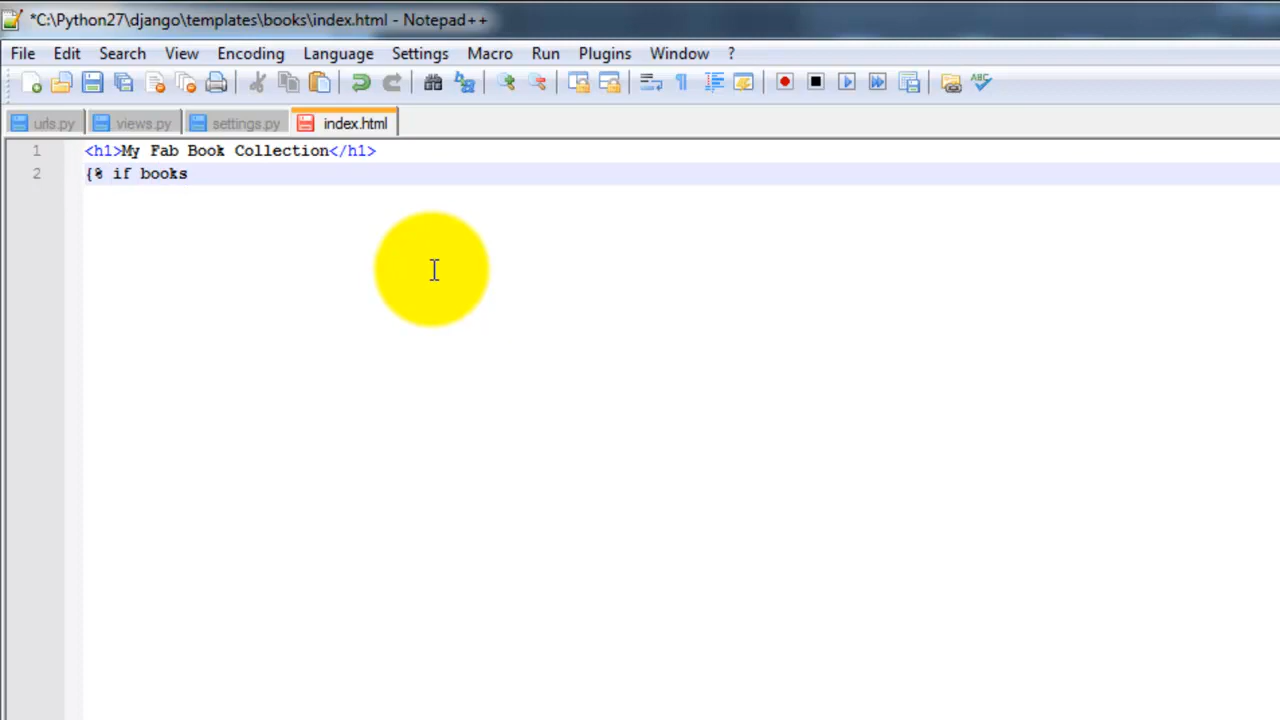 *C:\Python27\django\templates\books\index.html - Notepad++
File Edit Search View Encoding Language Settings Macro Run Plugins Window ?
urls.py views.py settings.py index.html
1 <h1>My Fab Book Collection</h1>
2 {% if books